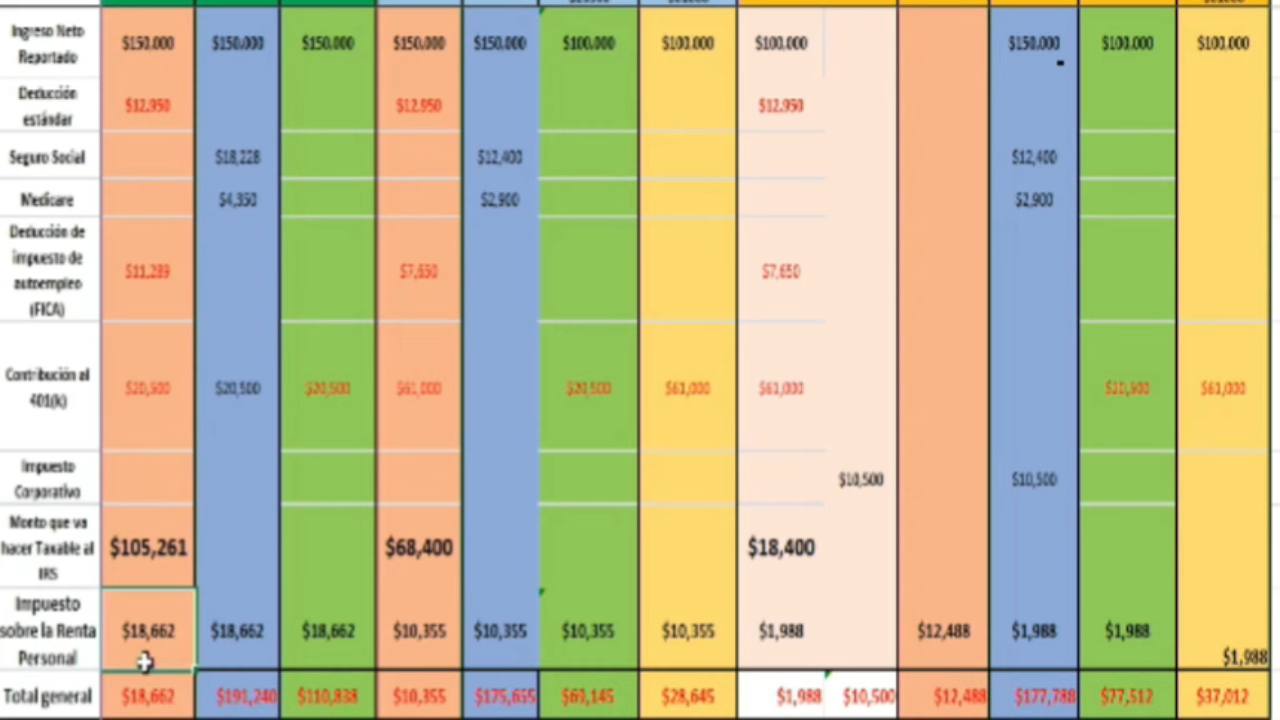 Ingreso Neto
Reportado $150.000 $150.000 $150.000 $150.000 $150.000 $100.000 $100.000 $100.000 $150.000 $100.000 $100.000
Deducción
estándar $12.950 $12.950 $12.950
Seguro Social $18,228 $12,400 $12,400
Medicare $4,350 $2,900 $2,900
Deducción de
impuesto de
autoempleo
(FICA) $11,289 $7,650 $7,650
Contribución al
401(k) $20,500 $20,500 $20,500 $61,000 $20,500 $61,000 $61,000 $20,500 $61,000
Impuesto
Corporativo $10,500 $10,500
Monto que va
hacer Taxable al
IRS $105,261 $68,400 $18,400
Impuesto
sobre la Renta
Personal $18,662 $18,662 $18,662 $10,355 $10,355 $10,355 $10,355 $1,988 $12,488 $1,988 $1,988 $1,988
Total general $18,662 $191,240 $110,838 $10,355 $175,655 $69,145 $28,645 $1,988 $10,500 $12,488 $177,788 $77,512 $37,012